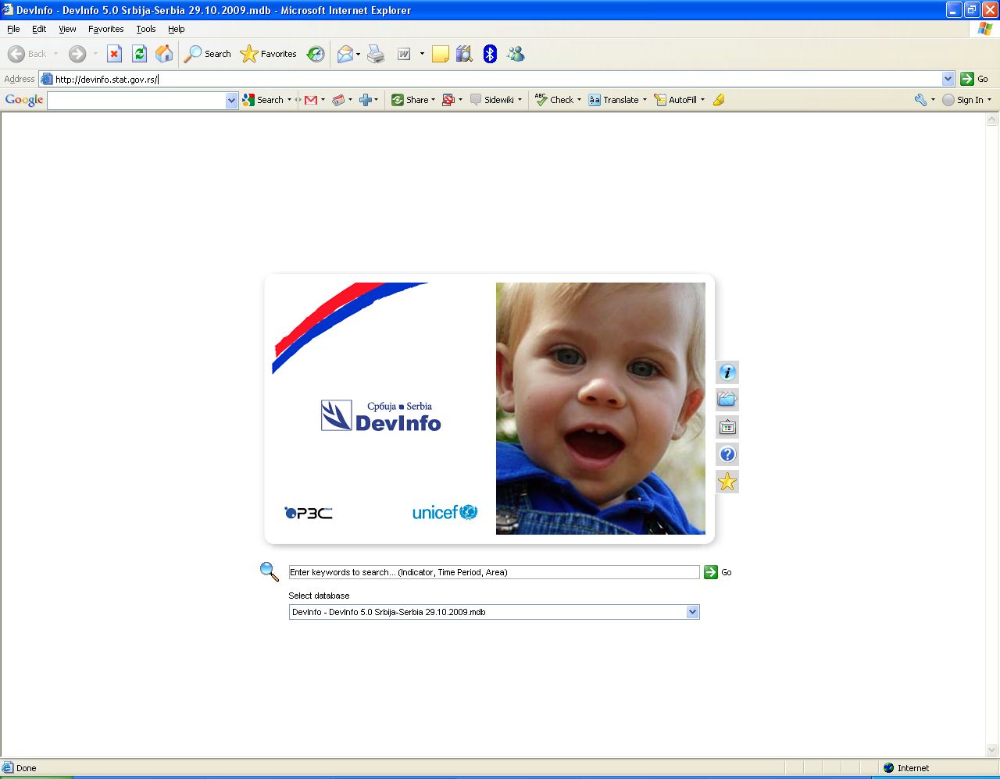 DevInfo - DevInfo 5.0 Srbija-Serbia 29.10.2009.mdb - Microsoft Internet Explorer
File Edit View Favorites Tools Help
Back Search Favorites
Address http://devinfo.stat.gov.rs/ Go
Google Search Share Sidewiki ABC Check âa Translate AutoFill Sign In
Србија Serbia
DevInfo
РЗС unicef
Enter keywords to search... (Indicator, Time Period, Area) Go
Select database
DevInfo - DevInfo 5.0 Srbija-Serbia 29.10.2009.mdb
Done Internet